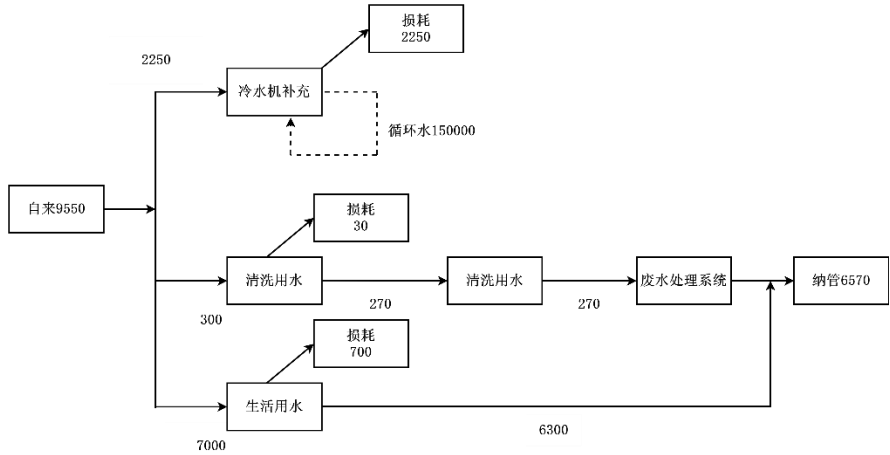 损耗
2250
2250
冷水机补充
循环水150000
自来9550
损耗
30
清洗用水
清洗用水
废水处理系统
纳管6570
300
270
270
损耗
700
生活用水
7000
6300